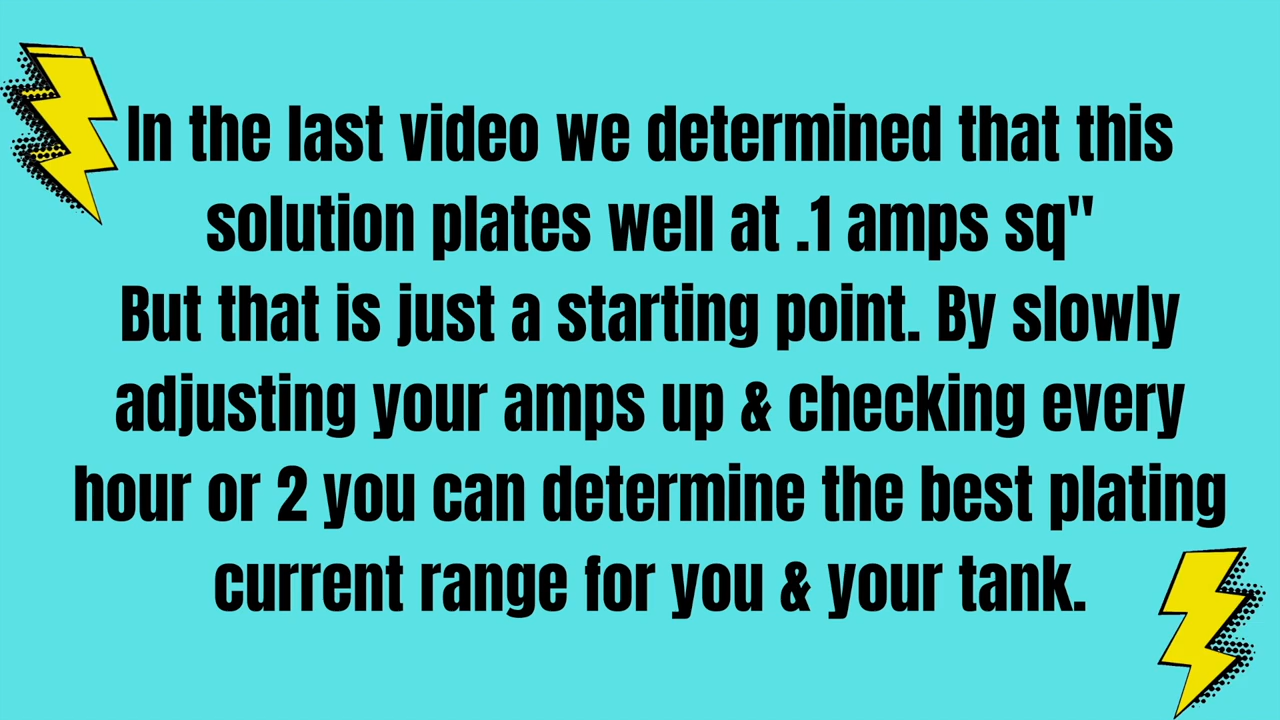 In the last video we determined that this
solution plates well at .1 amps sq"
But that is just a starting point. By slowly
adjusting your amps up & checking every
hour or 2 you can determine the best plating
current range for you & your tank.